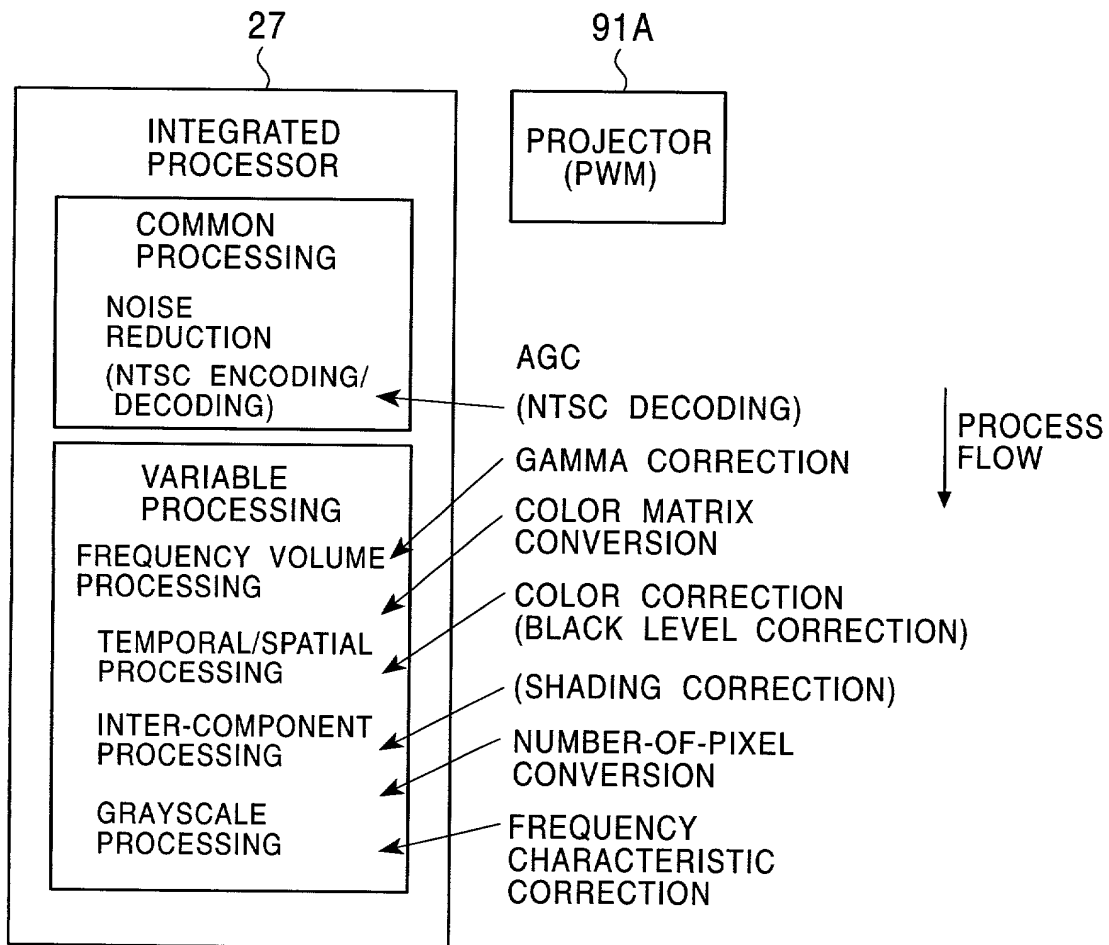 27
INTEGRATED
PROCESSOR
COMMON
PROCESSING
NOISE
REDUCTION
(NTSC ENCODING/
DECODING)
VARIABLE
PROCESSING
FREQUENCY VOLUME
PROCESSING
TEMPORAL/SPATIAL
PROCESSING
INTER-COMPONENT
PROCESSING
GRAYSCALE
PROCESSING
91A
PROJECTOR
(PWM)
AGC
(NTSC DECODING)
GAMMA CORRECTION
COLOR MATRIX
CONVERSION
COLOR CORRECTION
(BLACK LEVEL CORRECTION)
(SHADING CORRECTION)
NUMBER-OF-PIXEL
CONVERSION
FREQUENCY
CHARACTERISTIC
CORRECTION
PROCESS
FLOW